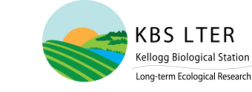 KBS LTER
Kellogg Biological Station
Long-term Ecological Research